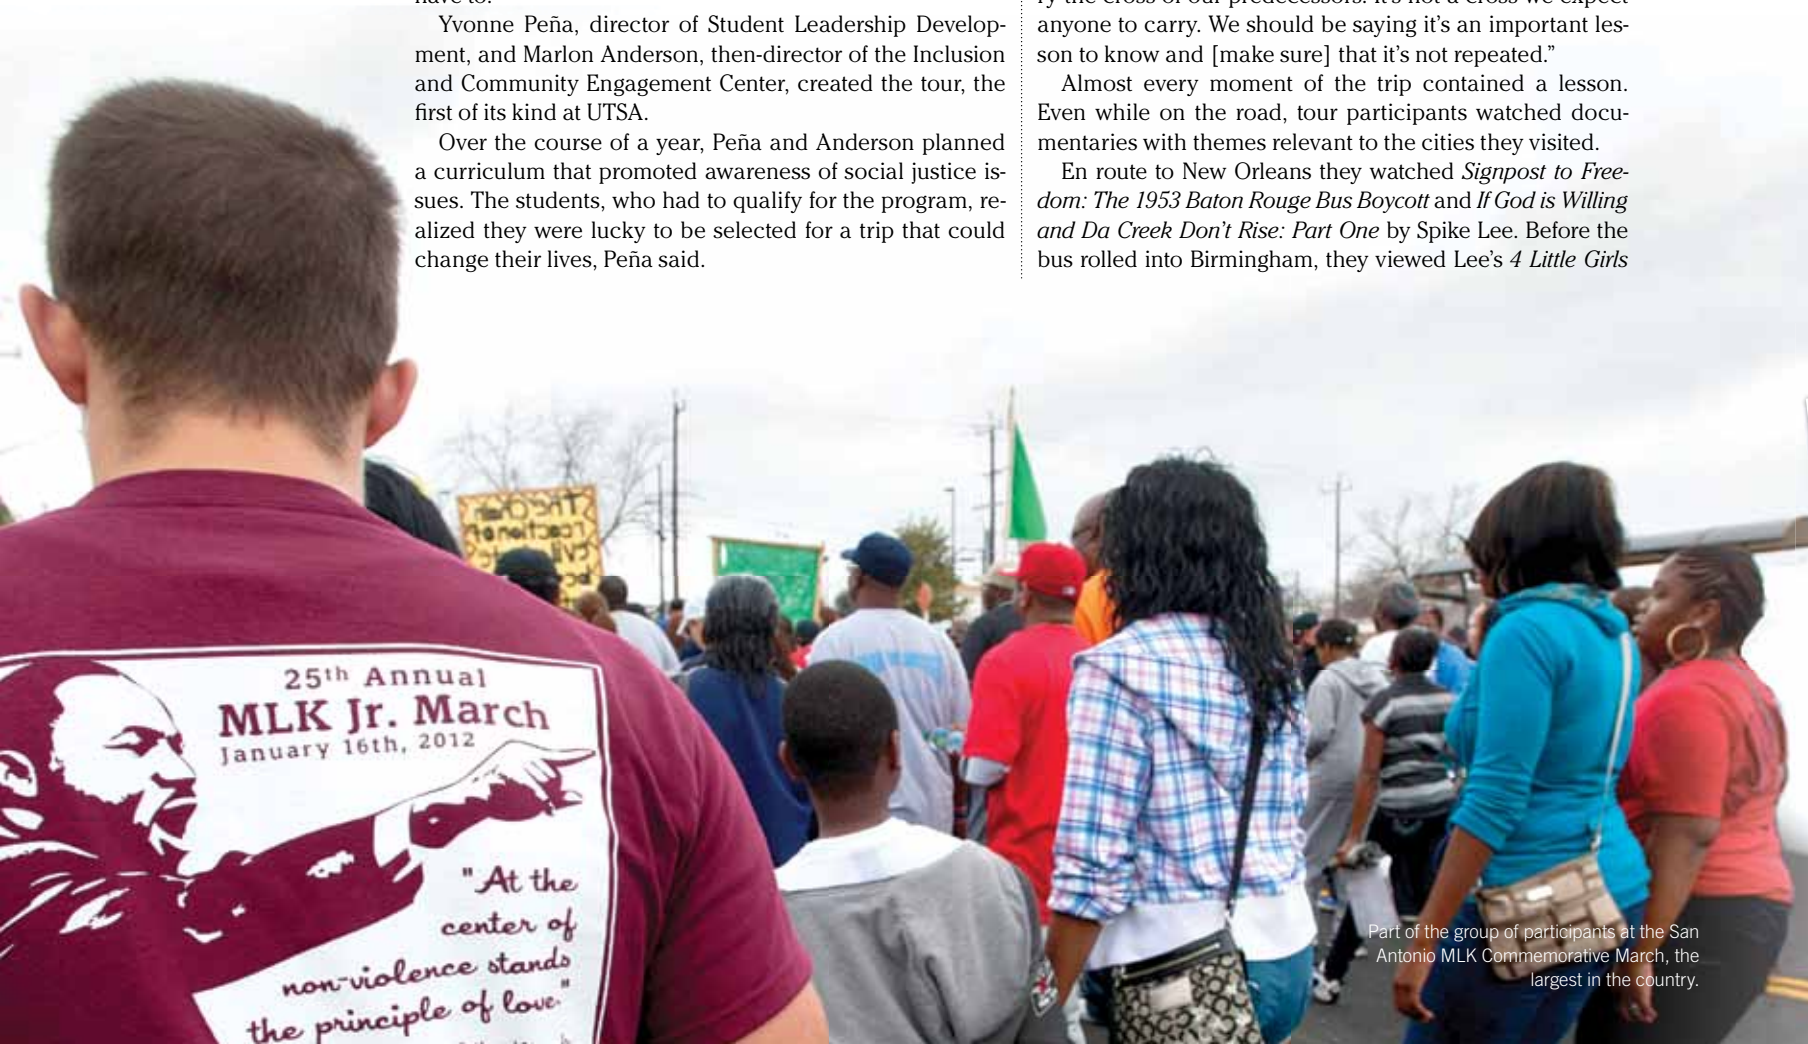 have to.
Yvonne Peña, director of Student Leadership Develop-
ment, and Marlon Anderson, then-director of the Inclusion
and Community Engagement Center, created the tour, the
first of its kind at UTSA.
Over the course of a year, Peña and Anderson planned
a curriculum that promoted awareness of social justice is-
sues. The students, who had to qualify for the program, re-
alized they were lucky to be selected for a trip that could
change their lives, Peña said.
ry the cross of our predecessors. It's not a cross we expect
anyone to carry. We should be saying it's an important les-
son to know and [make sure] that it's not repeated.”
Almost every moment of the trip contained a lesson.
Even while on the road, tour participants watched docu-
mentaries with themes relevant to the cities they visited.
En route to New Orleans they watched Signpost to Free-
dom: The 1953 Baton Rouge Bus Boycott and If God is Willing
and Da Creek Don’t Rise: Part One by Spike Lee. Before the
bus rolled into Birmingham, they viewed Lee’s 4 Little Girls
25th Annual
MLK Jr. March
January 16th, 2012
"At the
center of
non-violence stands
the principle of love."
Part of the group of participants at the San
Antonio MLK Commemorative March, the
largest in the country.